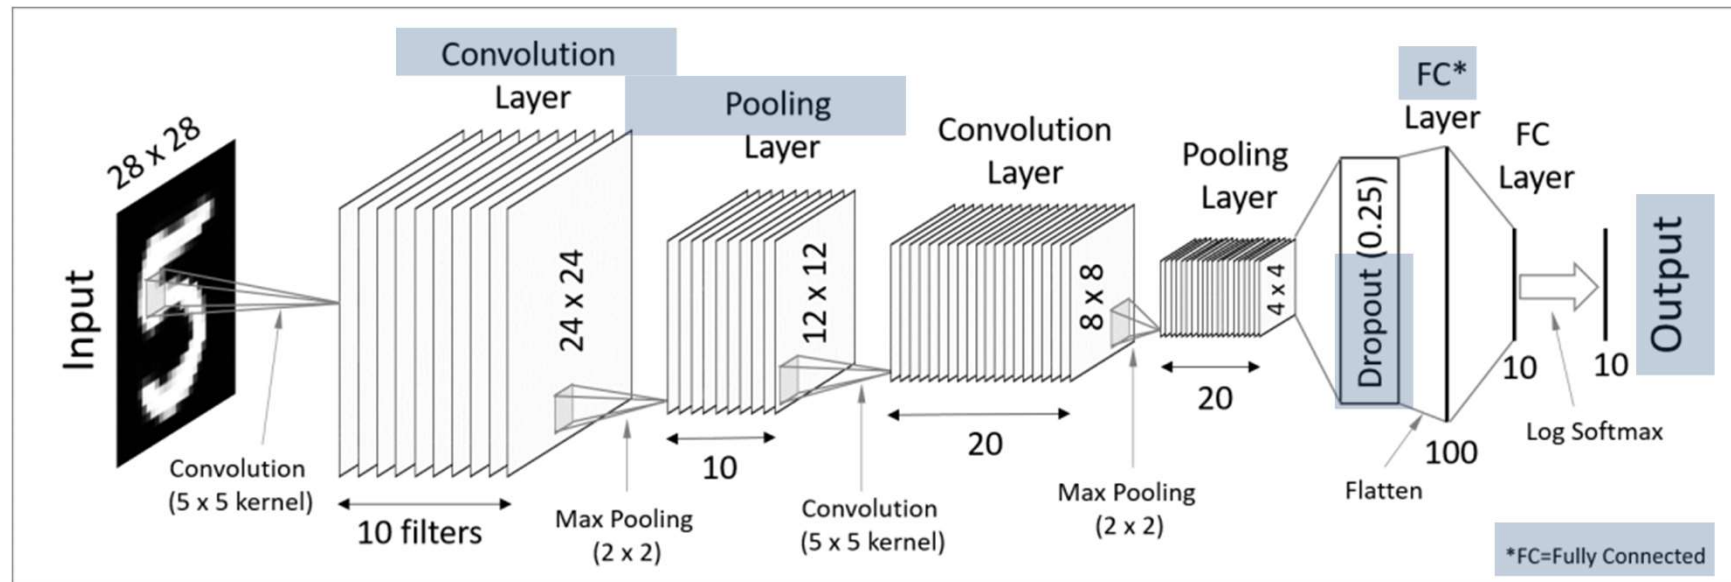 Convolution
Layer
Pooling
Layer
Convolution
Layer
Pooling
Layer
FC*
Layer
FC
Layer
28 x 28
Input
24 x 24
12 x 12
8 x 8
4 x 4
Dropout (0.25)
Output
Convolution
(5 x 5 kernel)
10 filters
Max Pooling
(2 x 2)
10
Convolution
(5 x 5 kernel)
20
Max Pooling
(2 x 2)
20
Flatten
100
10
Log Softmax
10
*FC=Fully Connected